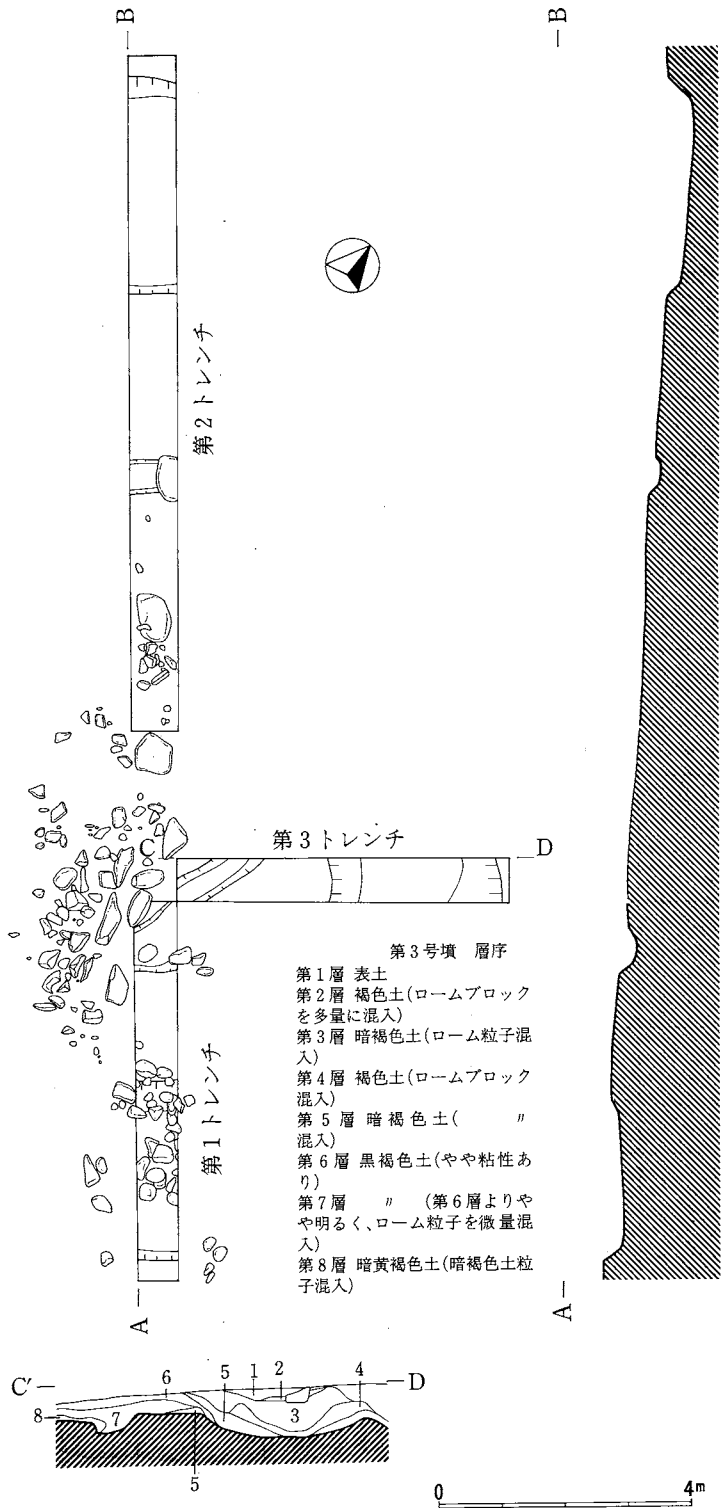 B
B
第2トレンチ
C
第3トレンチ
D
第1トレンチ
第3号墳 層序
第1層 表土
第2層 褐色土(ロームブロック
を多量に混入)
第3層 暗褐色土(ローム粒子混
入)
第4層 褐色土(ロームブロック
混入)
第5層 暗褐色土( 〃
混入)
第6層 黒褐色土(やや粘性あ
り)
第7層 〃 (第6層よりや
や明るく、ローム粒子を微量混
入)
第8層 暗黄褐色土(暗褐色土粒
子混入)
A
A
C′
6
5
1
2
4
D
8
7
3
5
0
4m